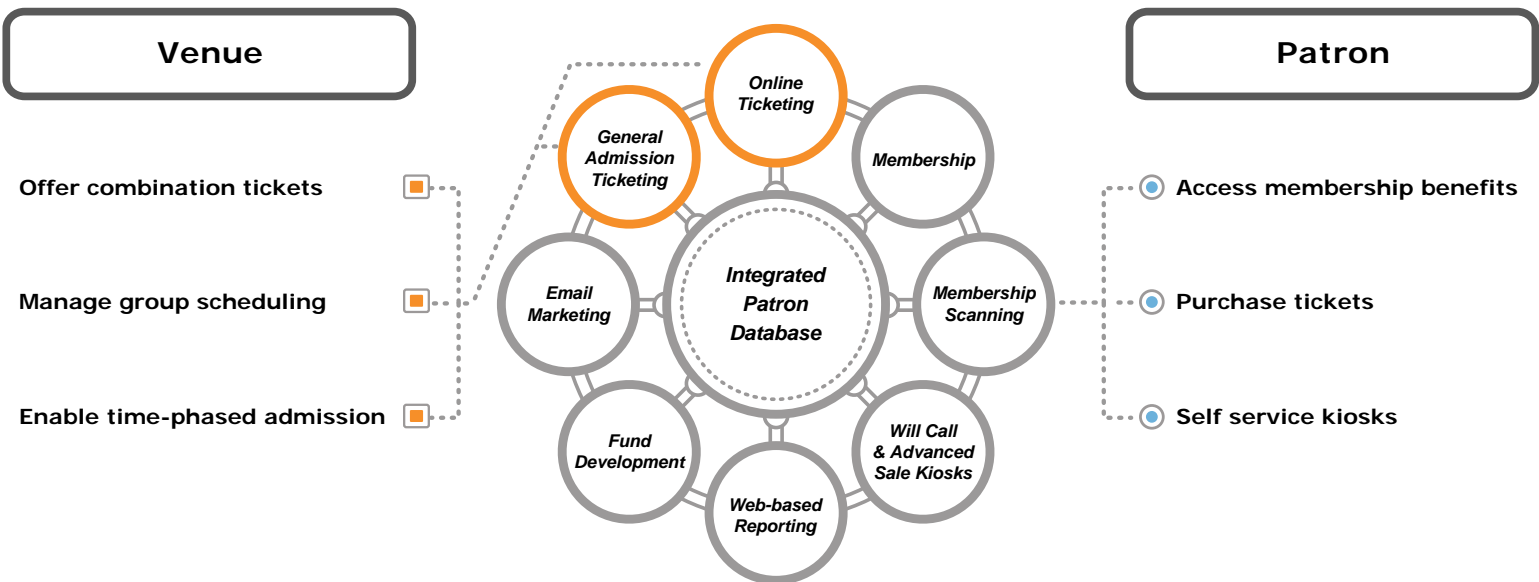 Venue
Patron
Offer combination tickets
Manage group scheduling
Enable time-phased admission
Online
Ticketing
General
Admission
Ticketing
Membership
Email
Marketing
Integrated
Patron
Database
Membership
Scanning
Fund
Development
Will Call
& Advanced
Sale Kiosks
Web-based
Reporting
Access membership benefits
Purchase tickets
Self service kiosks